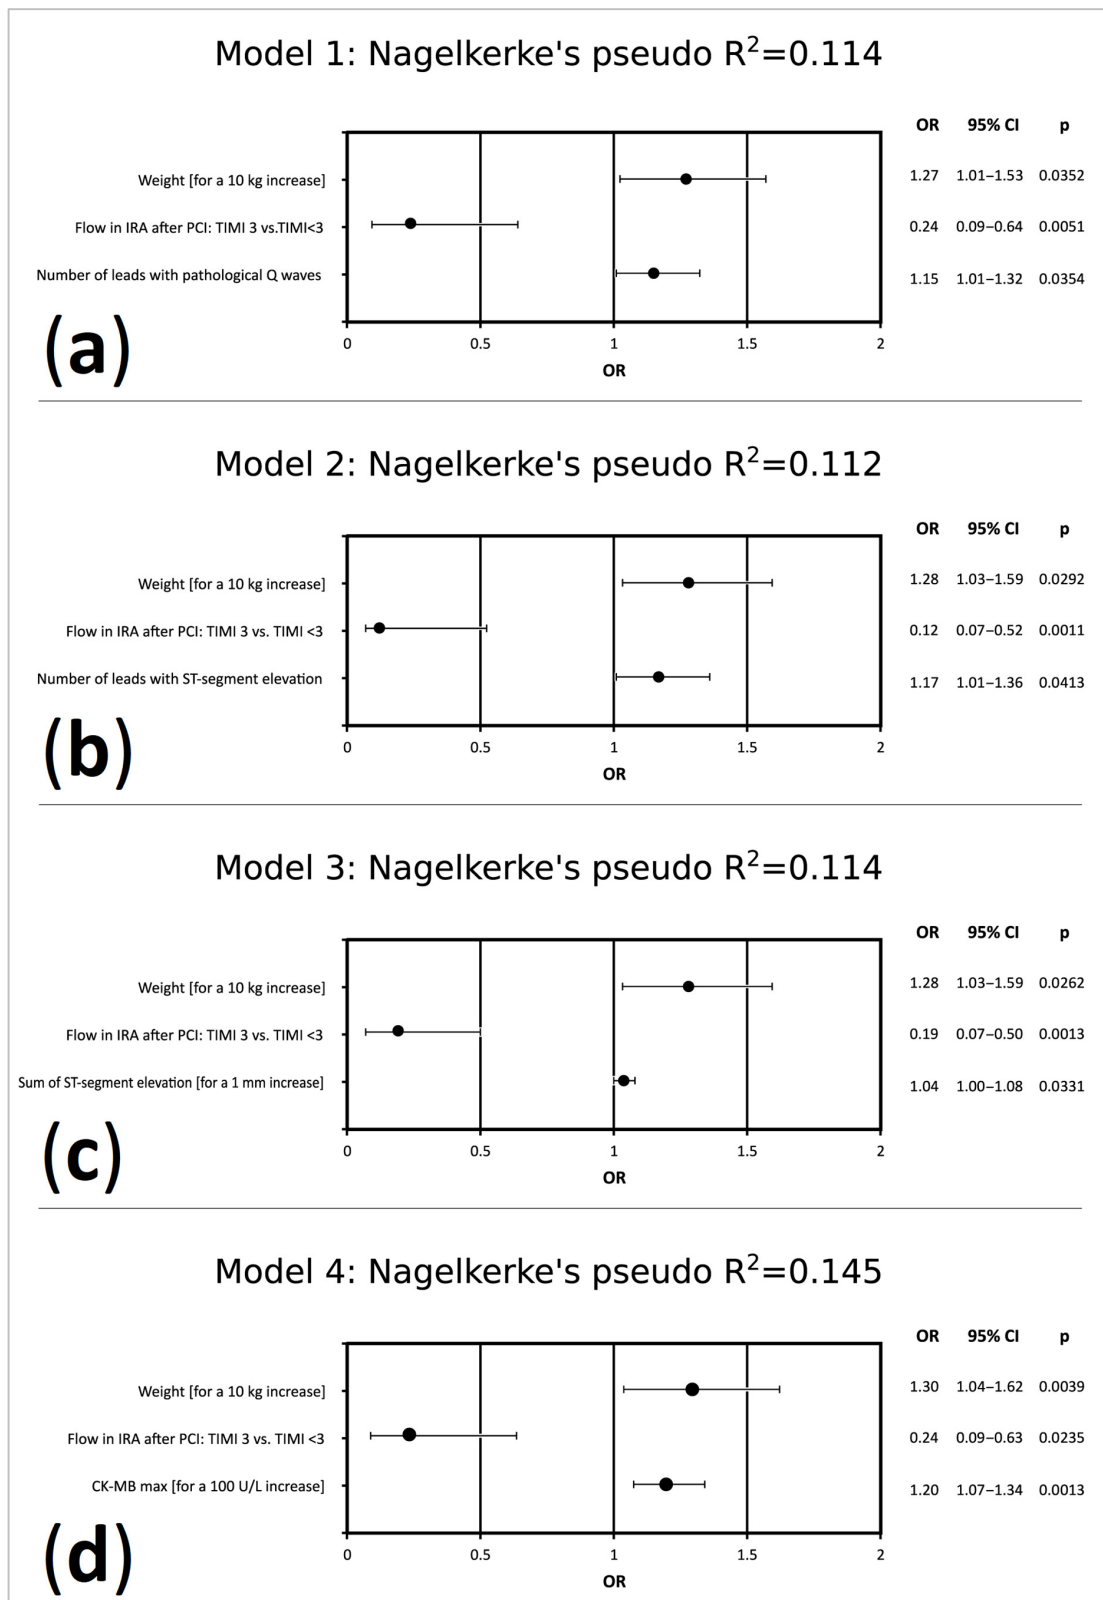 Model 1: Nagelkerke's pseudo R²=0.114
OR 95% CI p
Weight [for a 10 kg increase] 1.27 1.01–1.53 0.0352
Flow in IRA after PCI: TIMI 3 vs.TIMI<3 0.24 0.09–0.64 0.0051
Number of leads with pathological Q waves 1.15 1.01–1.32 0.0354
0 0.5 1 1.5 2
OR
(a)
Model 2: Nagelkerke's pseudo R²=0.112
OR 95% CI p
Weight [for a 10 kg increase] 1.28 1.03–1.59 0.0292
Flow in IRA after PCI: TIMI 3 vs. TIMI <3 0.12 0.07–0.52 0.0011
Number of leads with ST-segment elevation 1.17 1.01–1.36 0.0413
0 0.5 1 1.5 2
OR
(b)
Model 3: Nagelkerke's pseudo R²=0.114
OR 95% CI p
Weight [for a 10 kg increase] 1.28 1.03–1.59 0.0262
Flow in IRA after PCI: TIMI 3 vs. TIMI <3 0.19 0.07–0.50 0.0013
Sum of ST-segment elevation [for a 1 mm increase] 1.04 1.00–1.08 0.0331
0 0.5 1 1.5 2
OR
(c)
Model 4: Nagelkerke's pseudo R²=0.145
OR 95% CI p
Weight [for a 10 kg increase] 1.30 1.04–1.62 0.0039
Flow in IRA after PCI: TIMI 3 vs. TIMI <3 0.24 0.09–0.63 0.0235
CK-MB max [for a 100 U/L increase] 1.20 1.07–1.34 0.0013
0 0.5 1 1.5 2
OR
(d)